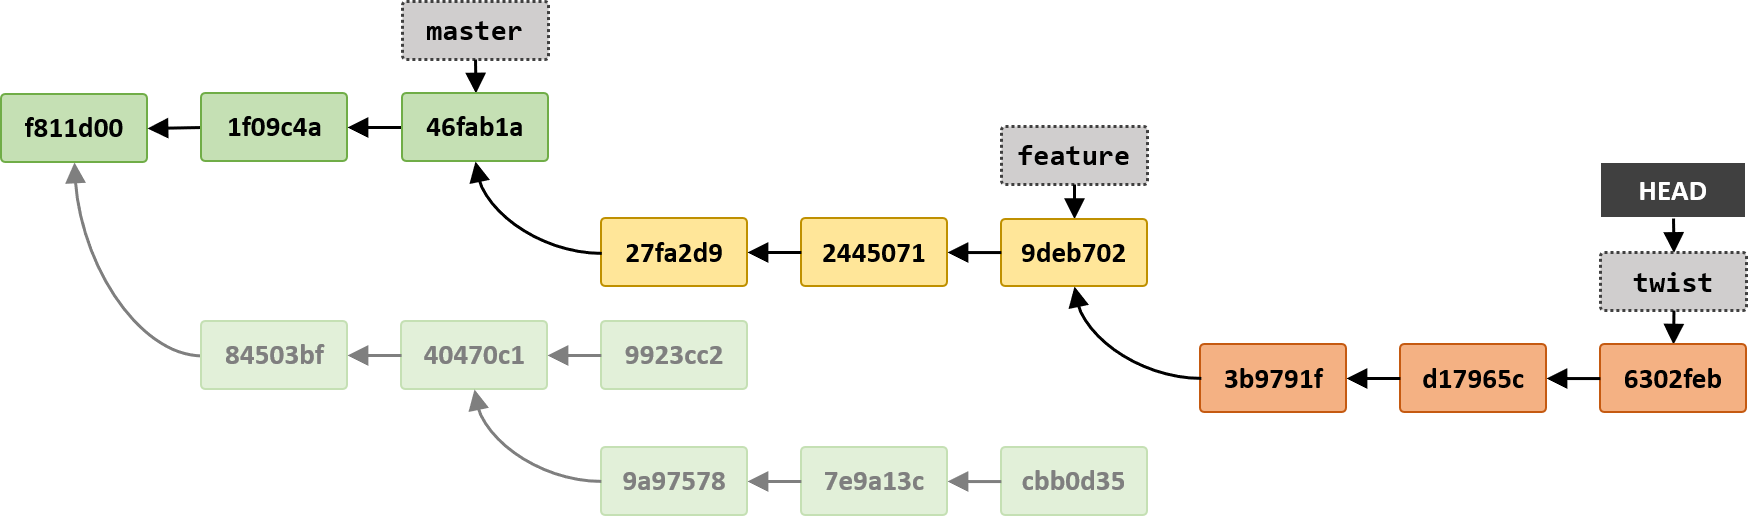 master
f811d00
1f09c4a
46fab1a
feature
HEAD
27fa2d9
2445071
9deb702
twist
84503bf
40470c1
9923cc2
3b9791f
d17965c
6302feb
9a97578
7e9a13c
cbb0d35